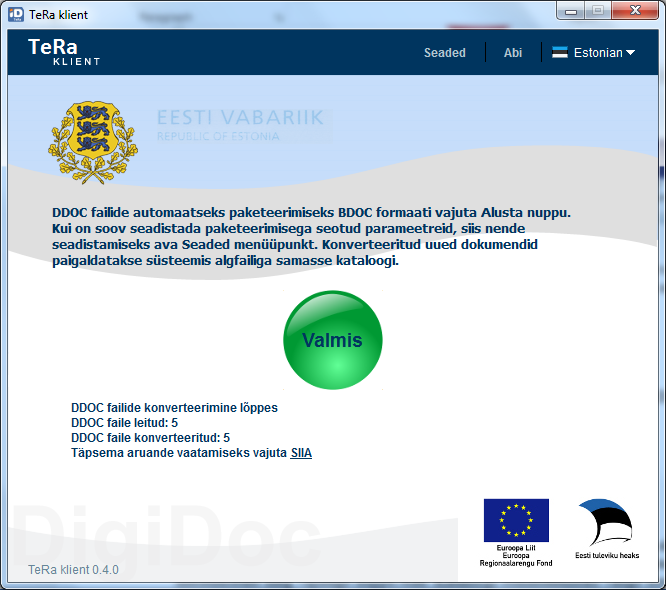 TeRa klient
TeRa
KLIENT
Seaded
Abi
Estonian
EESTI VABARIIK
REPUBLIC OF ESTONIA
DDOC failide automaatseks paketeerimiseks BDOC formaati vajuta Alusta nuppu.
Kui on soov seadistada paketeerimisega seotud parameetreid, siis nende
seadistamiseks ava Seaded menüüpunkt. Konverteeritud uued dokumendid
paigaldatakse süsteemis algfailiga samasse kataloogi.
Valmis
DDOC failide konverteerimine lõppes
DDOC faile leitud: 5
DDOC faile konverteeritud: 5
Täpsema aruande vaatamiseks vajuta SIIA
DigiDoc
Euroopa Liit
Euroopa
Regionaalarengu Fond
Eesti tuleviku heaks
TeRa klient 0.4.0